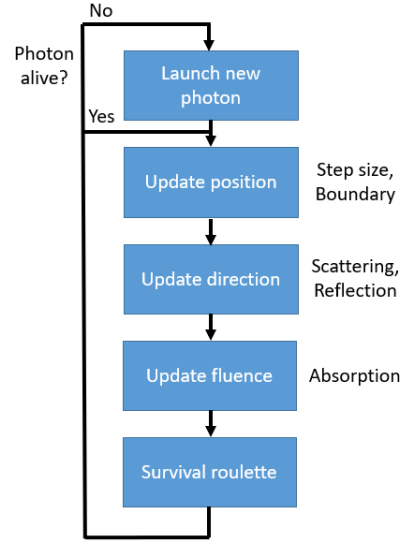 No
Photon
alive?
Launch new
photon
Yes
Update position
Step size,
Boundary
Update direction
Scattering,
Reflection
Update fluence
Absorption
Survival roulette